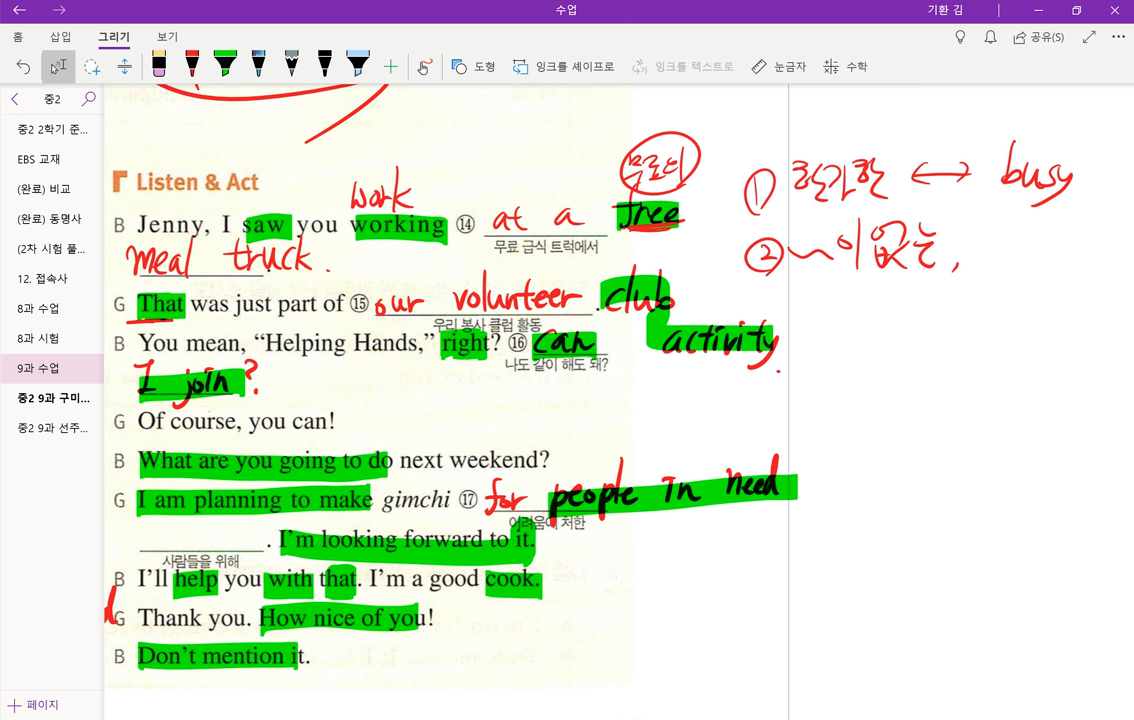 수업
기환 김
홈 삽입 그리기 보기
공유(S)
도형 잉크를 셰이프로 잉크를 텍스트로 눈금자 수학
중2
중2 2학기 준...
EBS 교재
(완료) 비교
(완료) 동명사
(2차 시험 풀...
12. 접속사
8과 수업
8과 시험
9과 수업
중2 9과 구미...
중2 9과 선주...
페이지
Listen & Act
work
무료의
B Jenny, I saw you working ⑭ at a free
무료 급식 트럭에서
meal truck.
G That was just part of ⑮ our volunteer . club
우리 봉사 클럽 활동
B You mean, “Helping Hands,” right? ⑯ can activity.
나도 같이 해도 돼?
I join?
G Of course, you can!
B What are you going to do next weekend?
G I am planning to make gimchi ⑰ for people in need
어려움에 처한
. I’m looking forward to it.
사람들을 위해
B I’ll help you with that. I’m a good cook.
G Thank you. How nice of you!
B Don’t mention it.
① 한가한 ↔ busy
② ~이 없는,